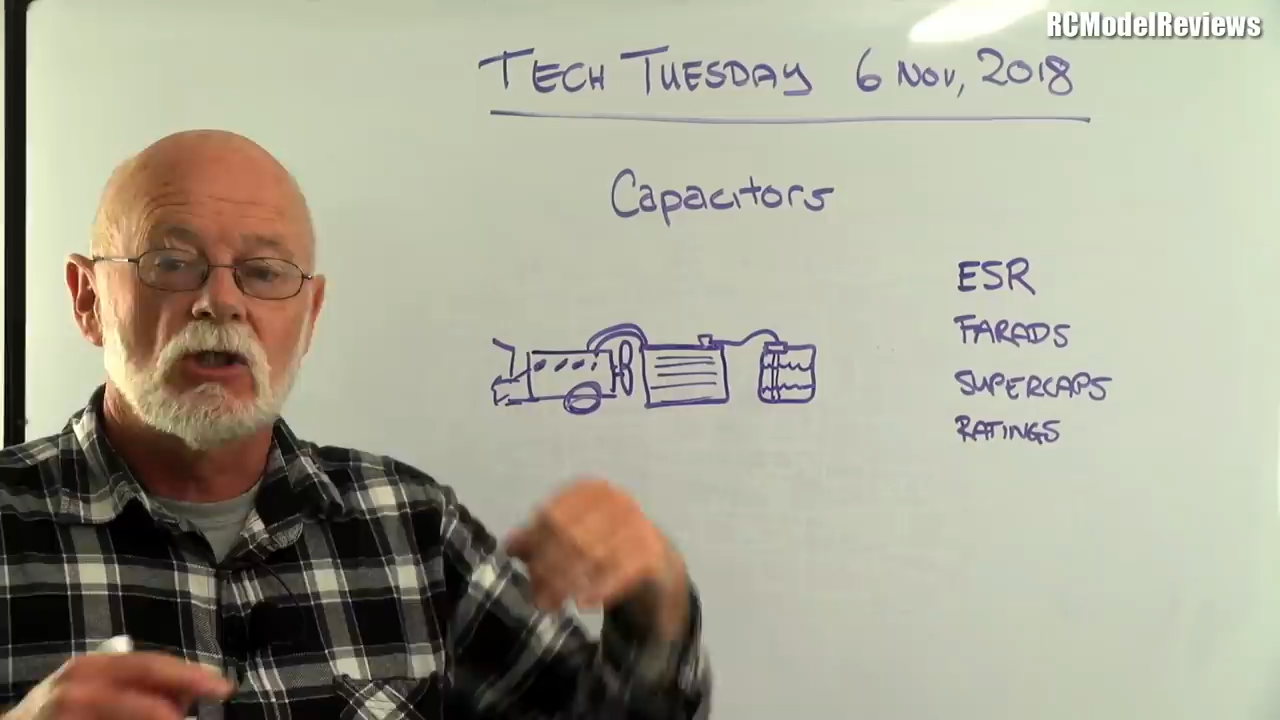 RCModelReviews
TECH TUESDAY 6 NOV, 2018
Capacitors
ESR
FARADS
SUPERCAPS
RATINGS